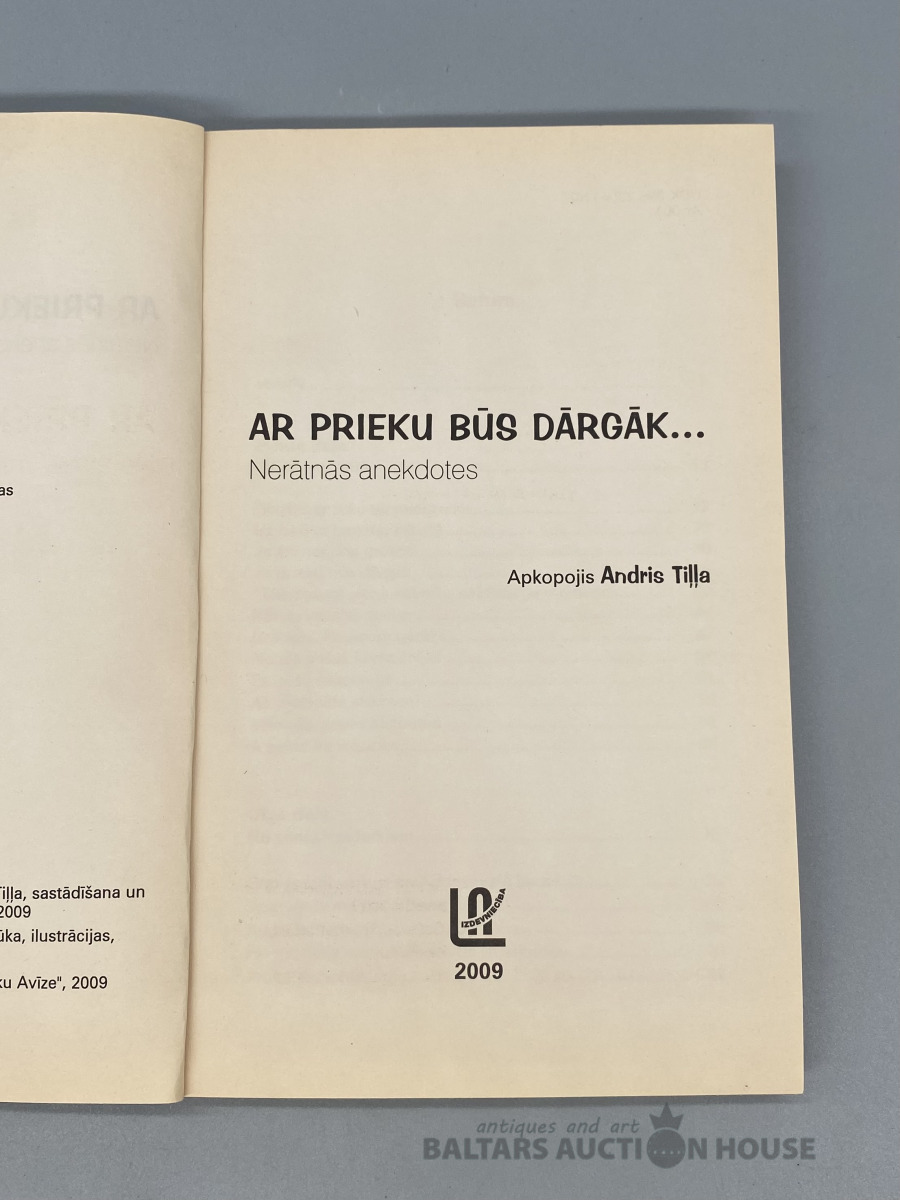 as
Tiļļa, sastādīšana un
2009
ūka, ilustrācijas,
ku Avīze", 2009
AR PRIEKU BŪS DĀRGĀK...
Nerātnās anekdotes
Apkopojis Andris Tiļļa
LA
IZDEVNIECĪBA
2009
antiques and art
BALTARS AUCTION HOUSE